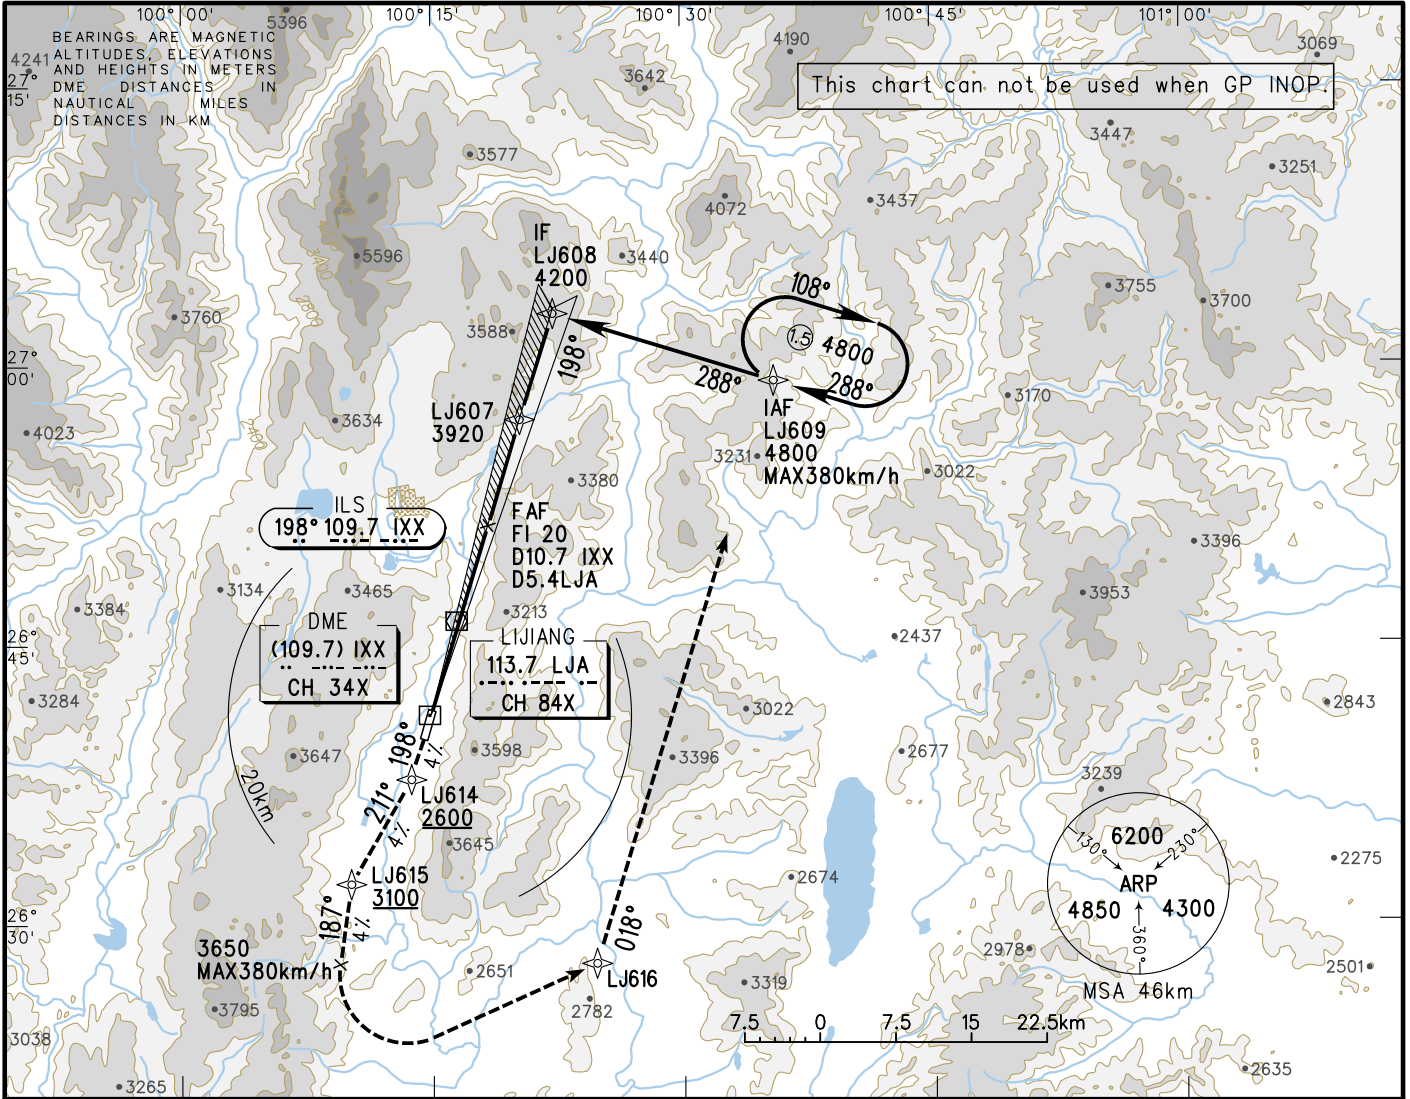 100° 00'
100° 15'
100° 30'
100° 45'
101° 00'
BEARINGS ARE MAGNETIC
ALTITUDES, ELEVATIONS
AND HEIGHTS IN METERS
DME DISTANCES IN
NAUTICAL MILES
DISTANCES IN KM
This chart can not be used when GP INOP.
5396
4241
4190
3069
3642
27°
15'
3447
3577
3251
4072
3437
IF
LJ608
4200
3440
5596
108°
3755
3700
3760
2400
2800
3588
1.5
4800
198°
27°
00'
288°
288°
LJ607
3920
IAF
LJ609
4800
MAX380km/h
3170
3634
2400
4023
3231
3022
3380
ILS
198° 109.7 IXX
.. .---. -..- -..-
FAF
FI 20
D10.7 IXX
D5.4LJA
3396
3134
3465
3384
3953
3213
DME
(109.7) IXX
CH 34X
LIJIANG
113.7 LJA
CH 84X
26°
45'
2437
3284
3022
2843
198°
4%
3598
3396
2677
3647
3239
20km
211°
4%
LJ614
2600
3645
6200
130°
230°
ARP
4850
4300
360°
MSA 46km
2275
LJ615
3100
2674
26°
30'
187°
4%
018°
3650
MAX380km/h
2978
2651
LJ616
3319
2501
3795
2782
7.5 0 7.5 15 22.5km
3038
3265
2635